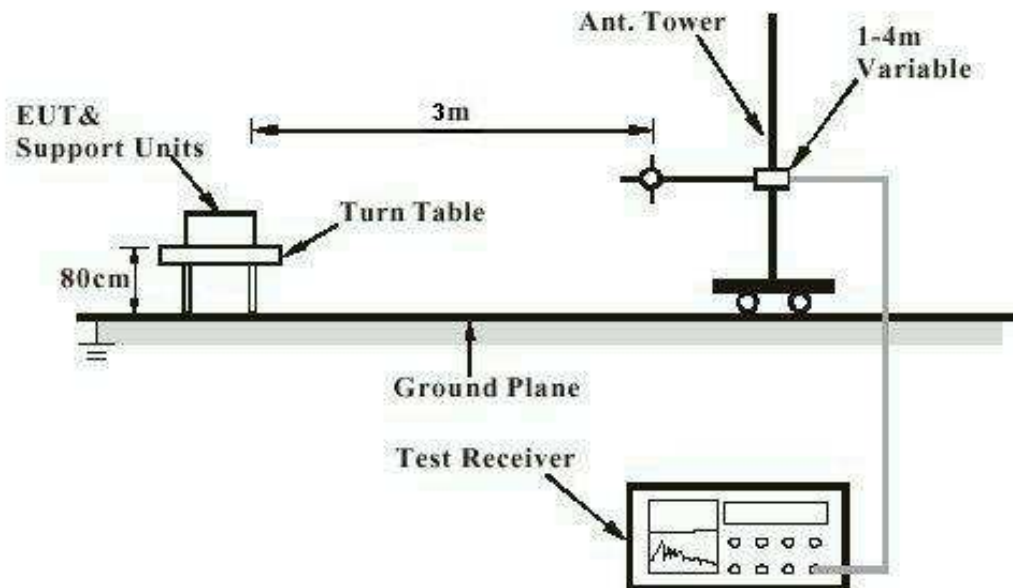 Ant. Tower
1-4m
Variable
EUT&
Support Units
3m
Turn Table
80cm
Ground Plane
Test Receiver